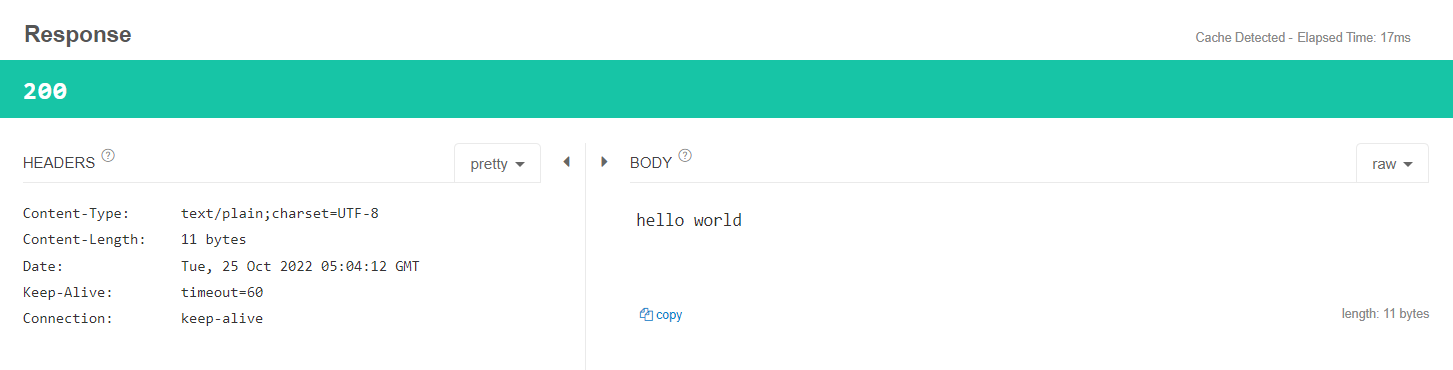 Response
Cache Detected - Elapsed Time: 17ms
200
HEADERS ?
pretty
Content-Type: text/plain;charset=UTF-8
Content-Length: 11 bytes
Date: Tue, 25 Oct 2022 05:04:12 GMT
Keep-Alive: timeout=60
Connection: keep-alive
BODY ?
raw
hello world
copy
length: 11 bytes